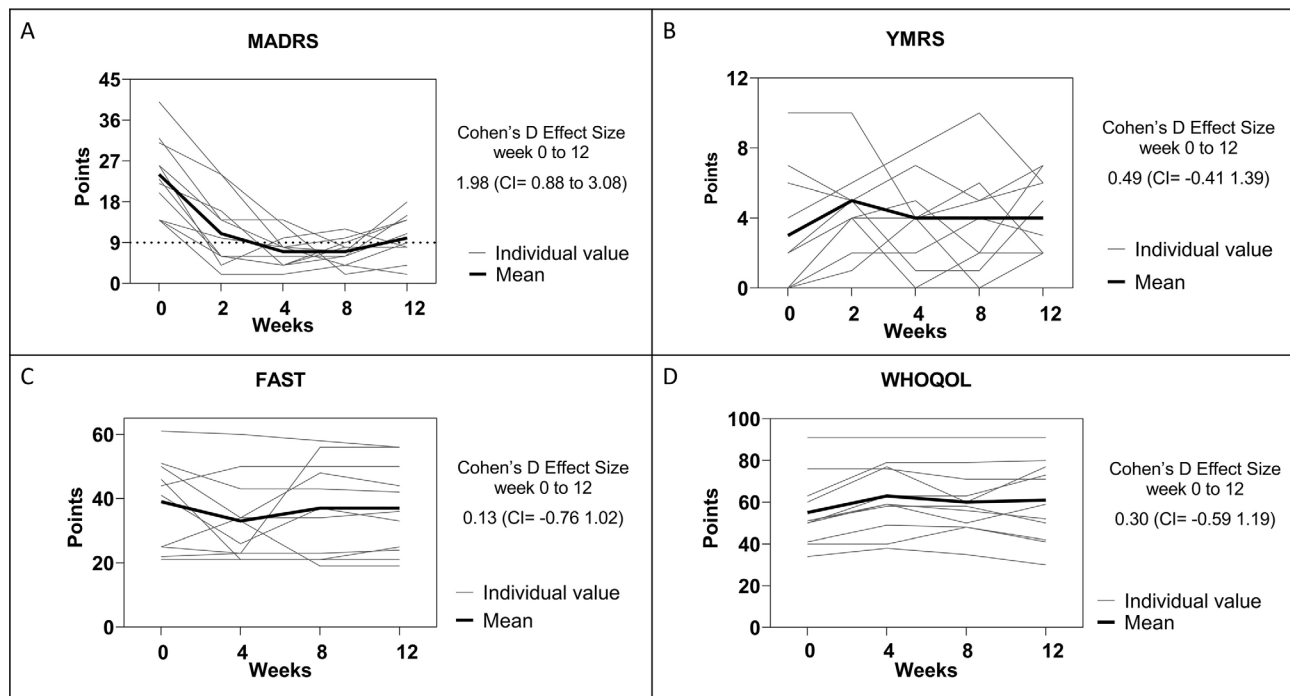 A
MADRS
45
36
27
18
9
0
Points
0 2 4 8 12
Weeks
Cohen's D Effect Size
week 0 to 12
1.98 (CI= 0.88 to 3.08)
Individual value
Mean
B
YMRS
12
8
4
0
Points
0 2 4 8 12
Weeks
Cohen's D Effect Size
week 0 to 12
0.49 (CI= -0.41 1.39)
Individual value
Mean
C
FAST
60
40
20
0
Points
0 4 8 12
Weeks
Cohen's D Effect Size
week 0 to 12
0.13 (CI= -0.76 1.02)
Individual value
Mean
D
WHOQOL
100
80
60
40
20
0
Points
0 4 8 12
Weeks
Cohen's D Effect Size
week 0 to 12
0.30 (CI= -0.59 1.19)
Individual value
Mean